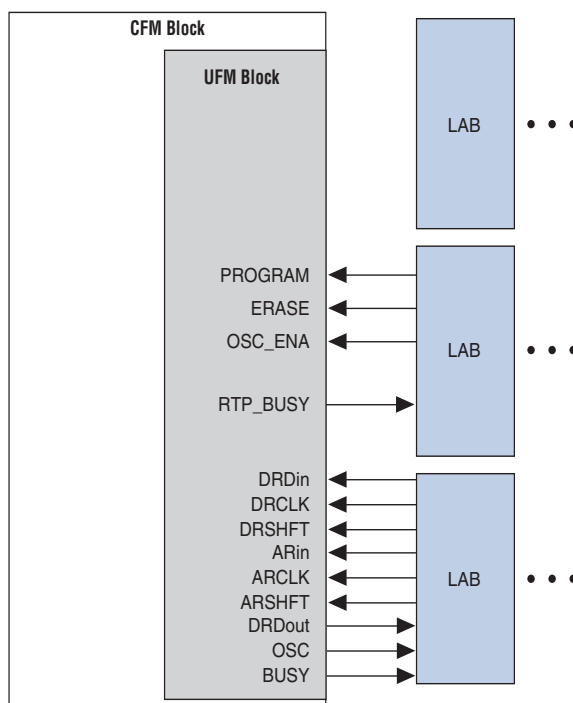 CFM Block
UFM Block
LAB
PROGRAM
ERASE
OSC_ENA
LAB
RTP_BUSY
DRDin
DRCLK
DRSHFT
ARin
ARCLK
LAB
ARSHFT
DRDout
OSC
BUSY